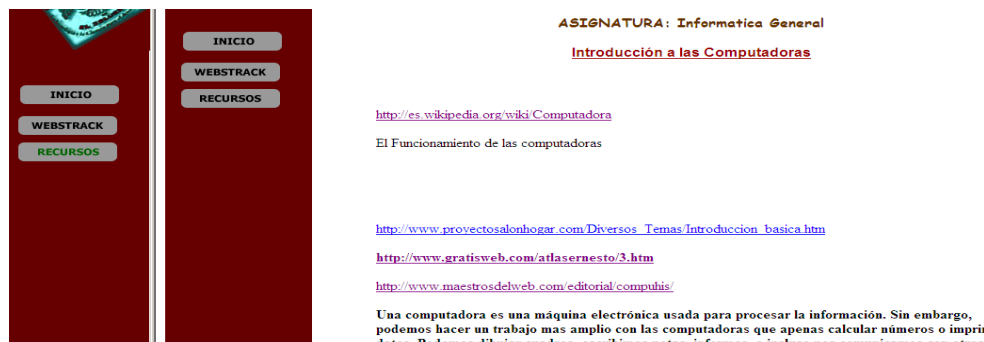 INICIO
WEBSTRACK
RECURSOS
INICIO
WEBSTRACK
RECURSOS
ASIGNATURA: Informatica General
Introducción a las Computadoras
http://es.wikipedia.org/wiki/Computadora
El Funcionamiento de las computadoras
http://www.proyectosalonhogar.com/Diversos_Temas/Introduccion_basica.htm
http://www.gratisweb.com/atlasernesto/3.htm
http://www.maestrosdelweb.com/editorial/compuhis/
Una computadora es una máquina electrónica usada para procesar la información. Sin embargo,
podemos hacer un trabajo mas amplio con las computadoras que apenas calcular números o impri